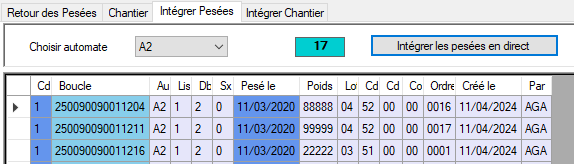 Retour des Pesées Chantier Intégrer Pesées Intégrer Chantier
Choisir automate A2 17 Intégrer les pesées en direct
Cd Boucle Au Lis Db Sx Pesé le Poids Lo Cd Cd Co Ordre Créé le Par
1 250090090011204 A2 1 2 0 11/03/2020 88888 04 52 00 00 0016 11/04/2024 AGA
1 250090090011211 A2 1 2 0 11/03/2020 99999 04 52 00 00 0017 11/04/2024 AGA
1 250090090011216 A2 1 2 0 11/03/2020 22222 03 51 00 00 0001 11/04/2024 AGA